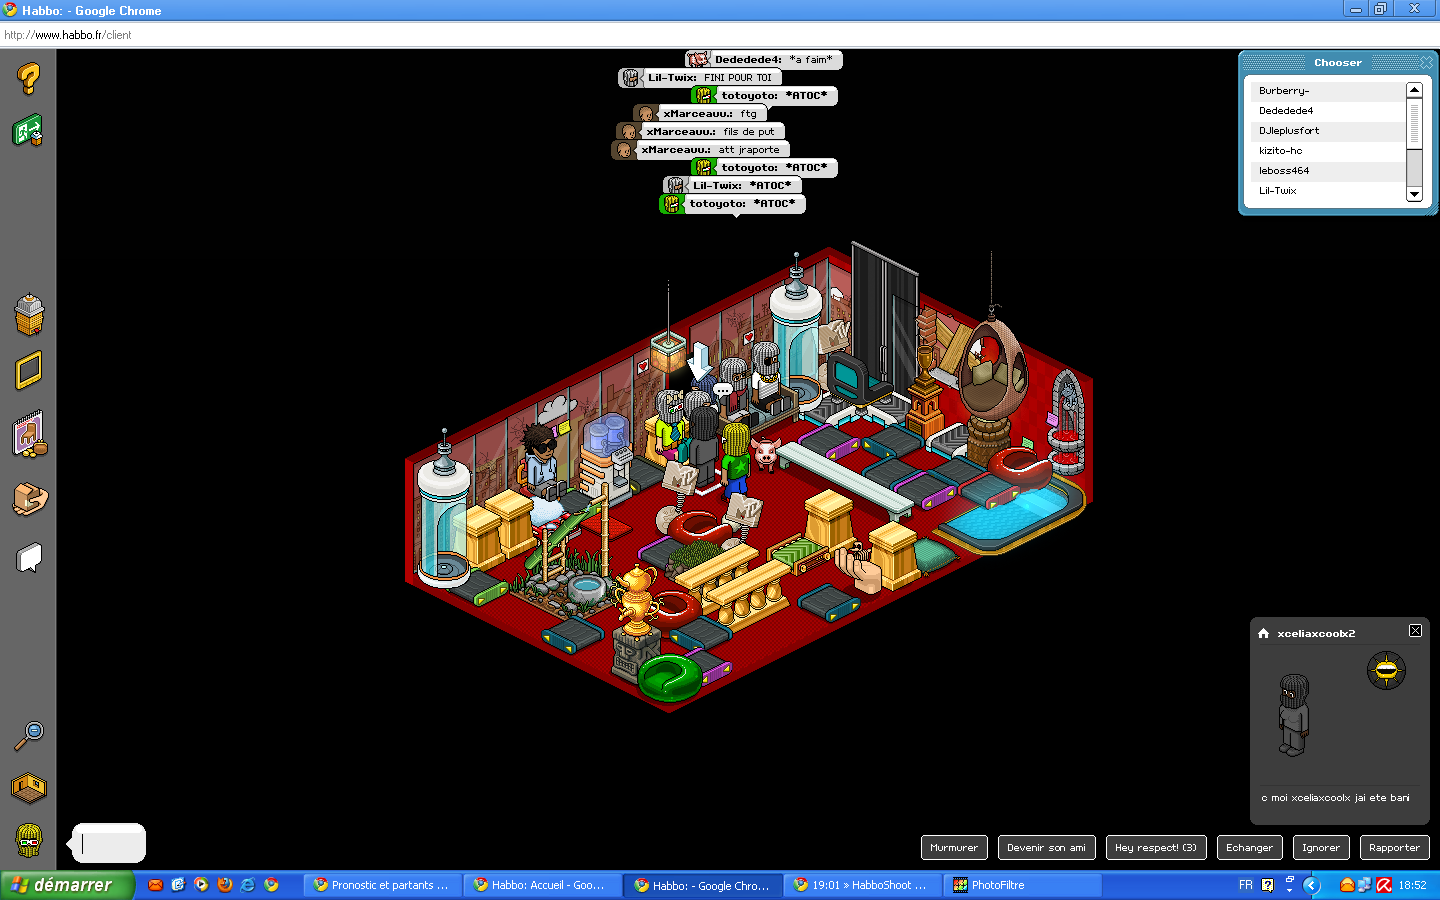 Habbo: - Google Chrome
http://www.habbo.fr/client
Dededede4: *a faim*
Lil-Twix: FINI POUR TOI
totoyoto: *ATOC*
xMarceauu.: ftg
xMarceauu.: fils de put
xMarceauu.: att jraporte
totoyoto: *ATOC*
Lil-Twix: *ATOC*
totoyoto: *ATOC*
Chooser
Burberry-
Dededede4
DJleplusfort
kizito-hc
leboss464
Lil-Twix
xceliaxcoolx2
c moi xceliaxcoolx jai ete bani
Murmurer
Devenir son ami
Hey respect! (3)
Echanger
Ignorer
Rapporter
démarrer
Pronostic et partants ...
Habbo: Accueil - Goo...
Habbo: - Google Chro...
19:01 » HabboShoot ...
PhotoFiltre
FR
18:52